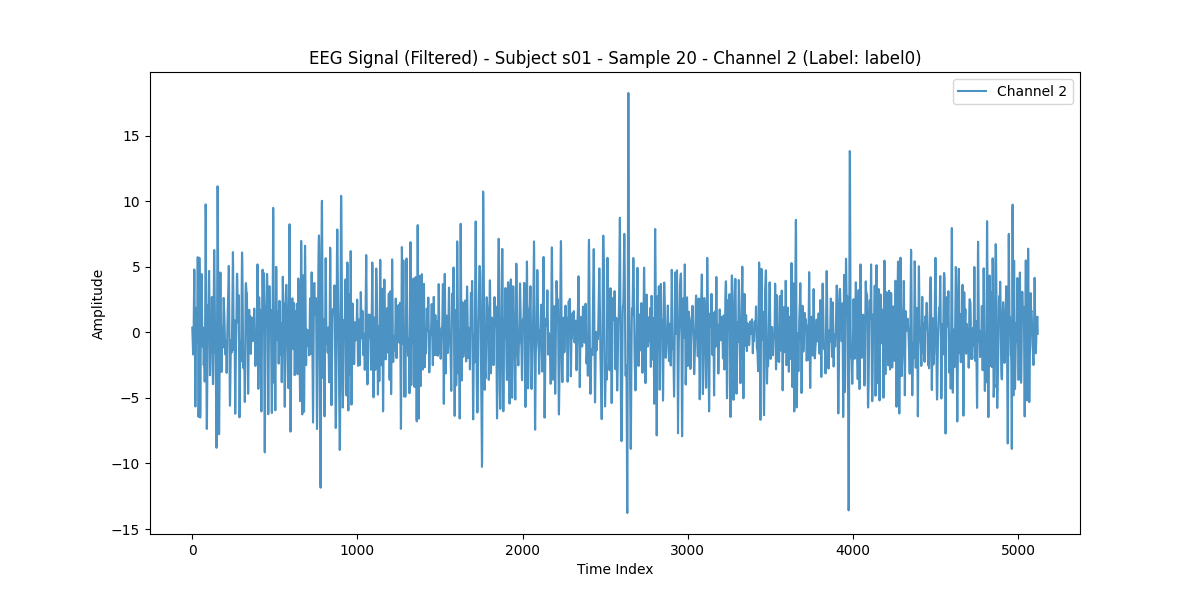 EEG Signal (Filtered) - Subject s01 - Sample 20 - Channel 2 (Label: label0)
Channel 2
15
10
5
0
−5
−10
−15
Amplitude
0 1000 2000 3000 4000 5000
Time Index